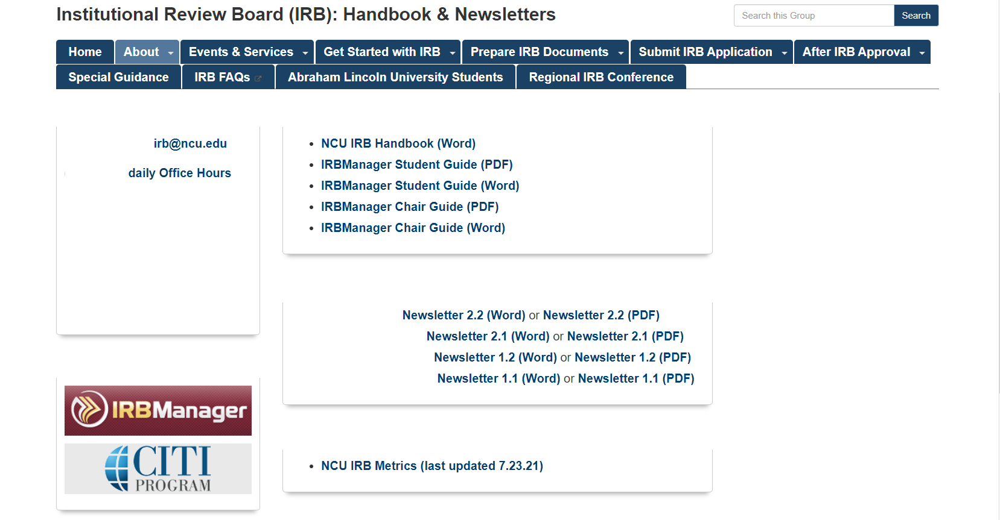 Institutional Review Board (IRB): Handbook & Newsletters
Search this Group
Search
Home
About
Events & Services
Get Started with IRB
Prepare IRB Documents
Submit IRB Application
After IRB Approval
Special Guidance
IRB FAQs
Abraham Lincoln University Students
Regional IRB Conference
irb@ncu.edu
daily Office Hours
IRBManager
CITI
PROGRAM
NCU IRB Handbook (Word)
IRBManager Student Guide (PDF)
IRBManager Student Guide (Word)
IRBManager Chair Guide (PDF)
IRBManager Chair Guide (Word)
Newsletter 2.2 (Word) or Newsletter 2.2 (PDF)
Newsletter 2.1 (Word) or Newsletter 2.1 (PDF)
Newsletter 1.2 (Word) or Newsletter 1.2 (PDF)
Newsletter 1.1 (Word) or Newsletter 1.1 (PDF)
NCU IRB Metrics (last updated 7.23.21)